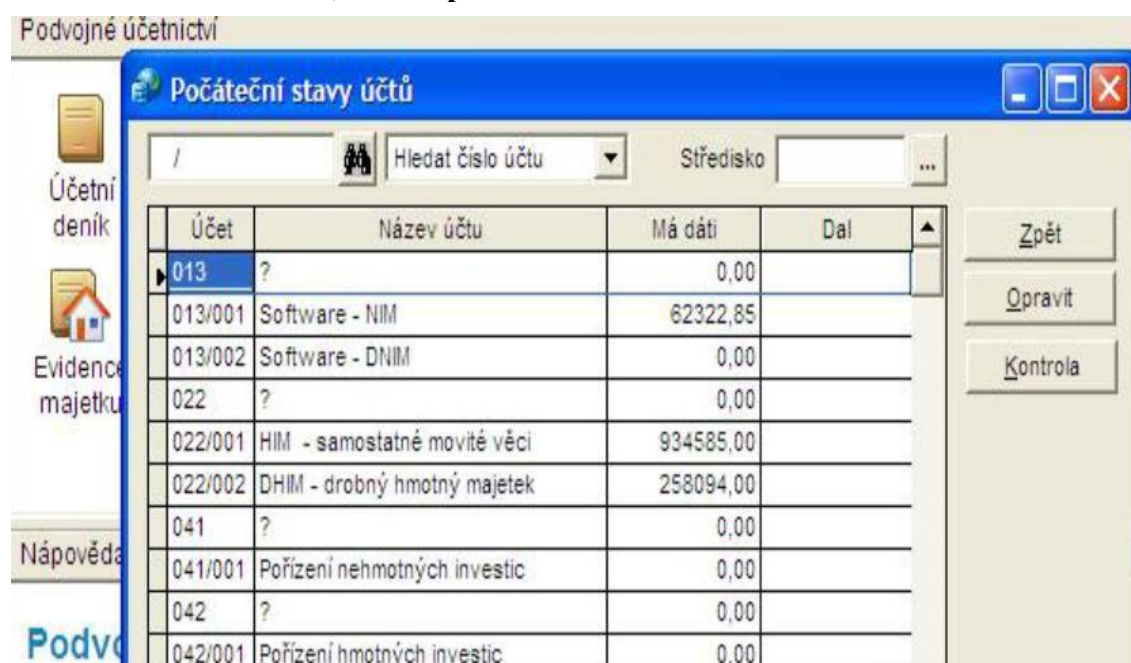 Podvojné účetnictví
Počáteční stavy účtů
/ Hledat číslo účtu Středisko ...
Účetní deník
Evidence majetku
Nápověda
Účet Název účtu Má dáti Dal
013 ? 0,00
013/001 Software - NIM 62322,85
013/002 Software - DNIM 0,00
022 ? 0,00
022/001 HIM - samostatné movité věci 934585,00
022/002 DHIM - drobný hmotný majetek 258094,00
041 ? 0,00
041/001 Pořízení nehmotných investic 0,00
042 ? 0,00
042/001 Pořízení hmotných investic 0,00
Zpět
Opravit
Kontrola